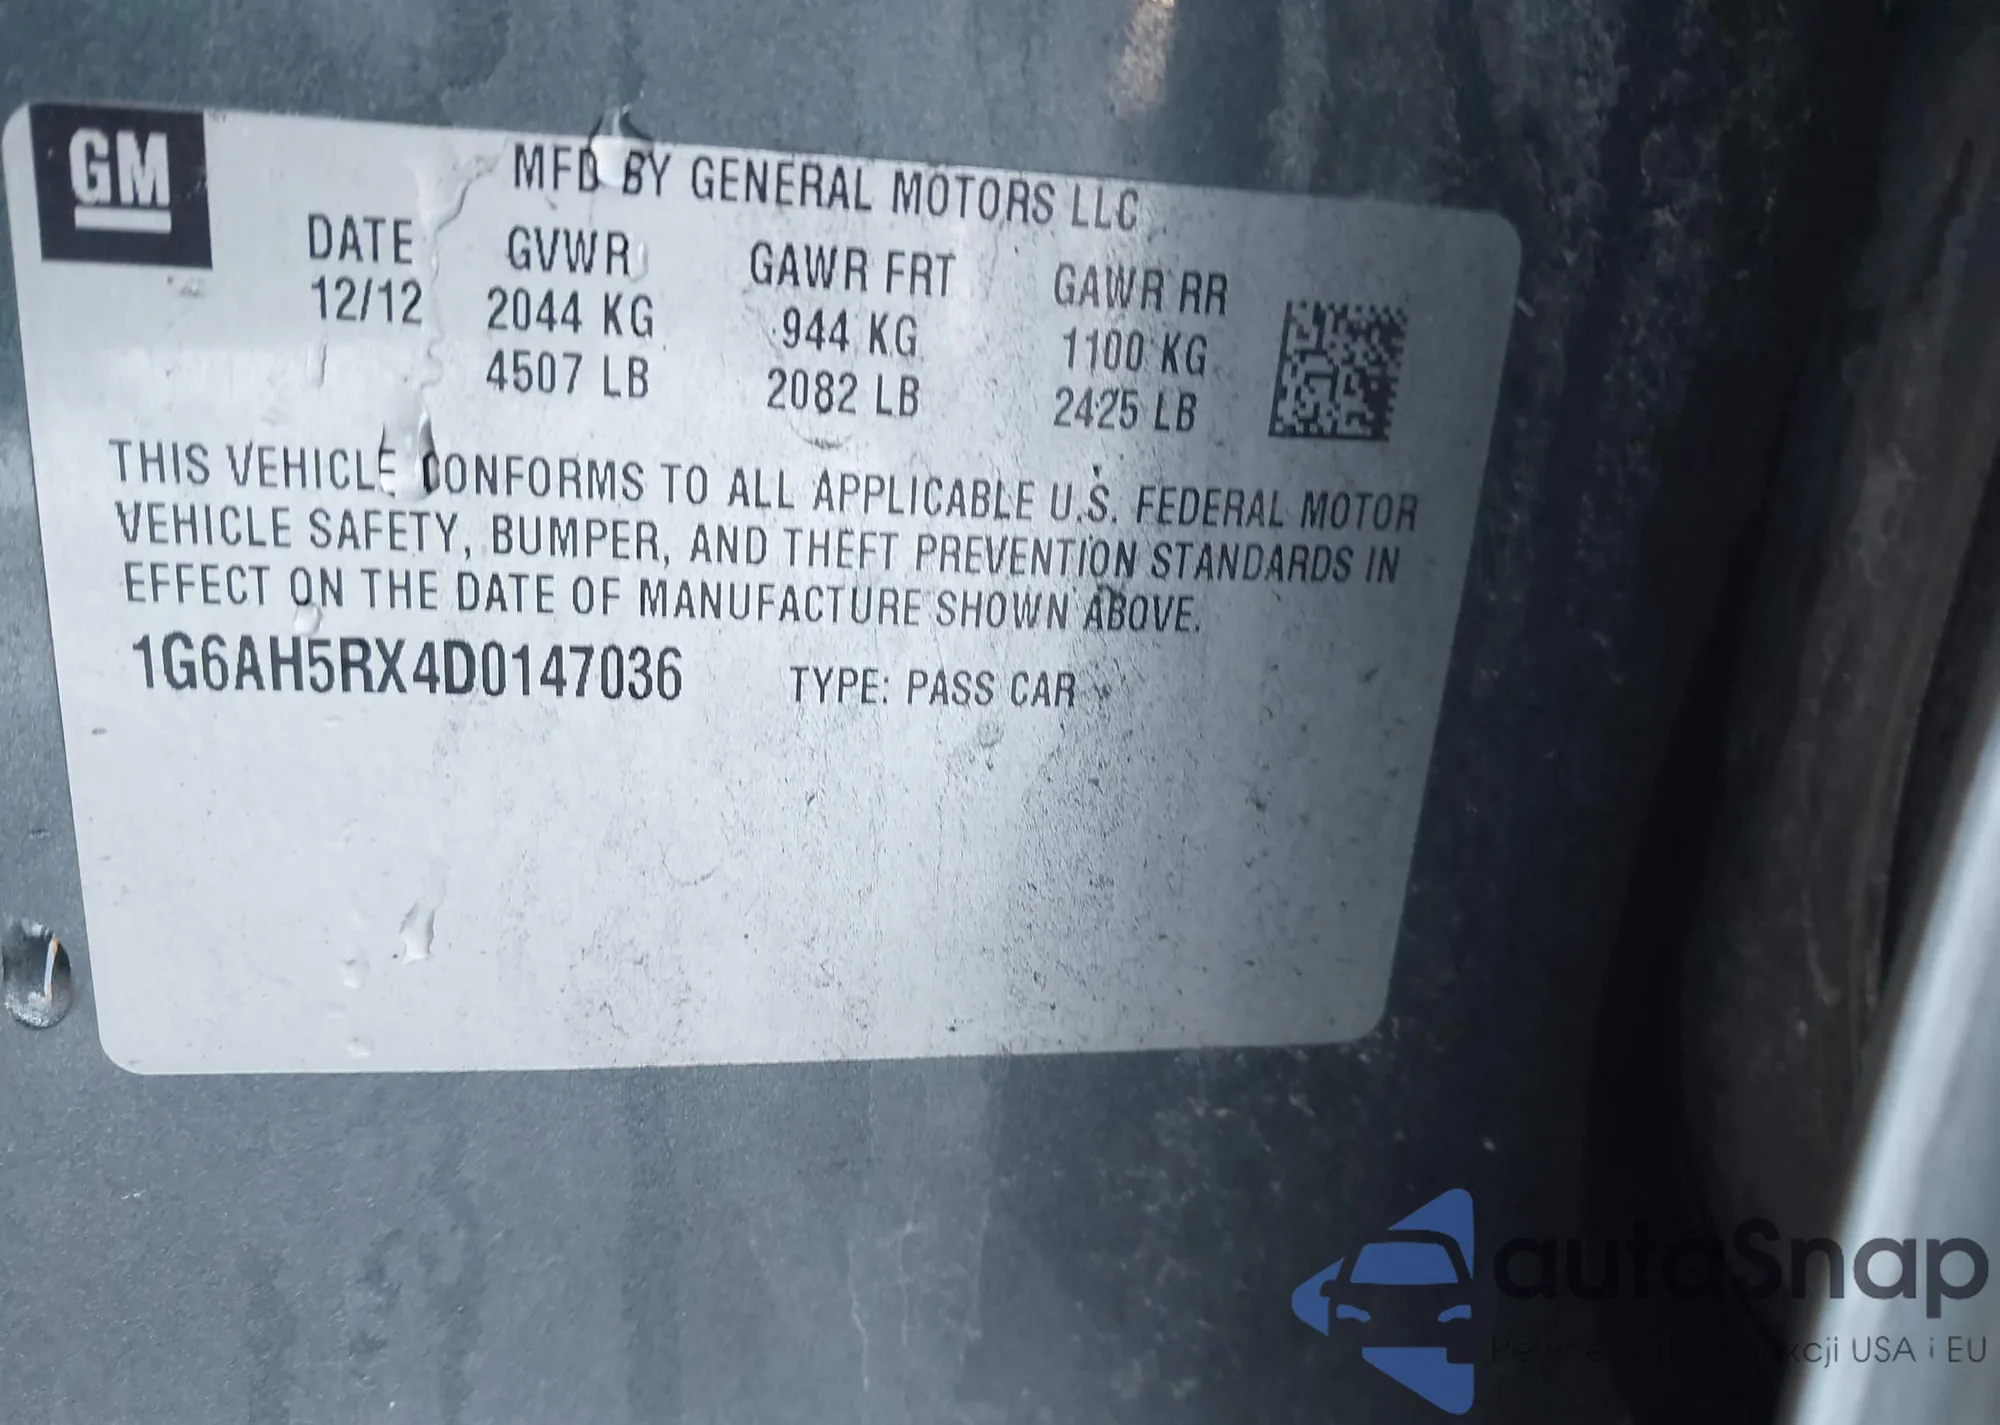 GM
MFD BY GENERAL MOTORS LLC
DATE GVWR GAWR FRT GAWR RR
12/12 2044 KG 944 KG 1100 KG
4507 LB 2082 LB 2425 LB
THIS VEHICLE CONFORMS TO ALL APPLICABLE U.S. FEDERAL MOTOR
VEHICLE SAFETY, BUMPER, AND THEFT PREVENTION STANDARDS IN
EFFECT ON THE DATE OF MANUFACTURE SHOWN ABOVE.
1G6AH5RX4D0147036 TYPE: PASS CAR
autoSnap
USA i EU